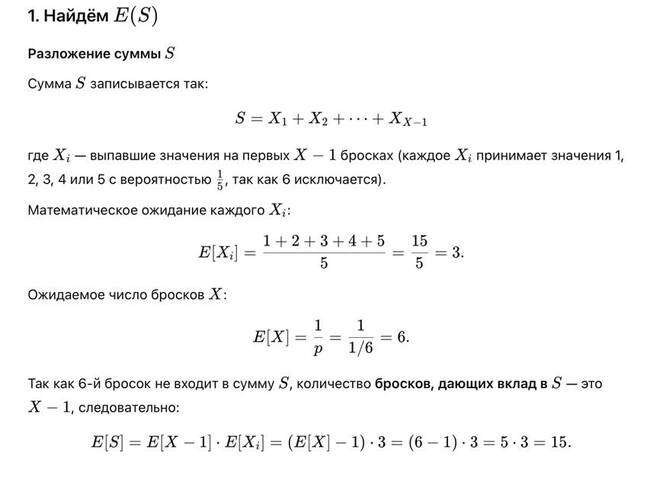 1. Найдём E(S)
Разложение суммы S
Сумма S записывается так:
S = X₁ + X₂ + ⋯ + X_{X−1}
где Xᵢ — выпавшие значения на первых X − 1 бросках (каждое Xᵢ принимает значения 1,
2, 3, 4 или 5 с вероятностью 1/5, так как 6 исключается).
Математическое ожидание каждого Xᵢ:
E[Xᵢ] = (1 + 2 + 3 + 4 + 5)/5 = 15/5 = 3.
Ожидаемое число бросков X:
E[X] = 1/p = 1/(1/6) = 6.
Так как 6-й бросок не входит в сумму S, количество бросков, дающих вклад в S — это
X − 1, следовательно:
E[S] = E[X − 1] · E[Xᵢ] = (E[X] − 1) · 3 = (6 − 1) · 3 = 5 · 3 = 15.